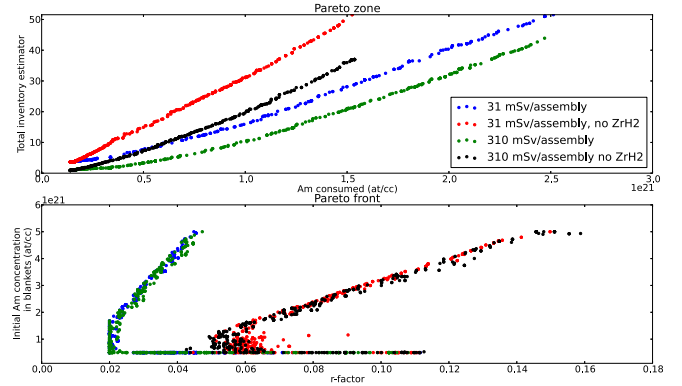 Pareto zone
Total inventory estimator
50
40
30
20
10
0
31 mSv/assembly
31 mSv/assembly, no ZrH2
310 mSv/assembly
310 mSv/assembly no ZrH2
0.0
0.5
1.0
1.5
2.0
2.5
3.0
1e21
Am consumed (at/cc)
Pareto front
1e21
Initial Am concentration
in blankets (at/cc)
6
5
4
3
2
1
0.00
0.02
0.04
0.06
0.08
0.10
0.12
0.14
0.16
0.18
r-factor